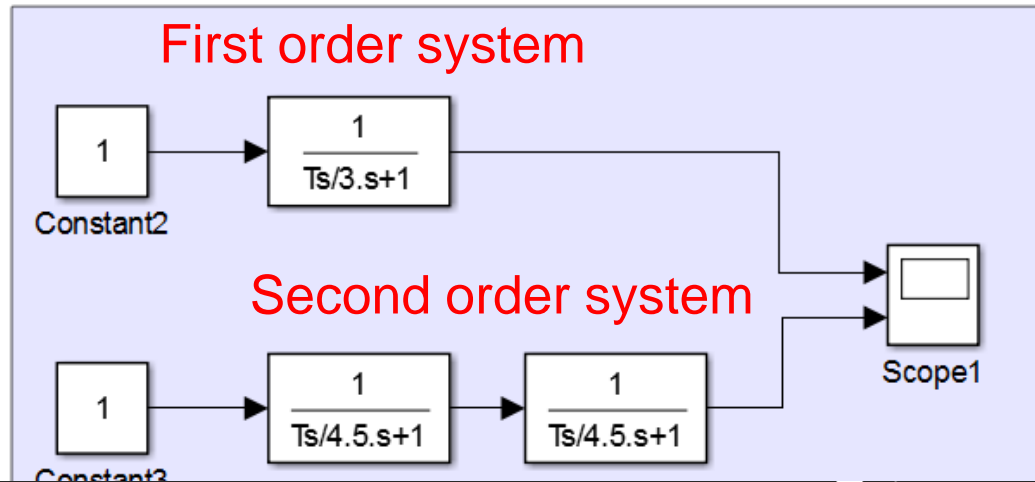 First order system
1
1
Ts/3.s+1
Constant2
Second order system
Scope1
1
1
1
Ts/4.5.s+1
Ts/4.5.s+1
Constant3